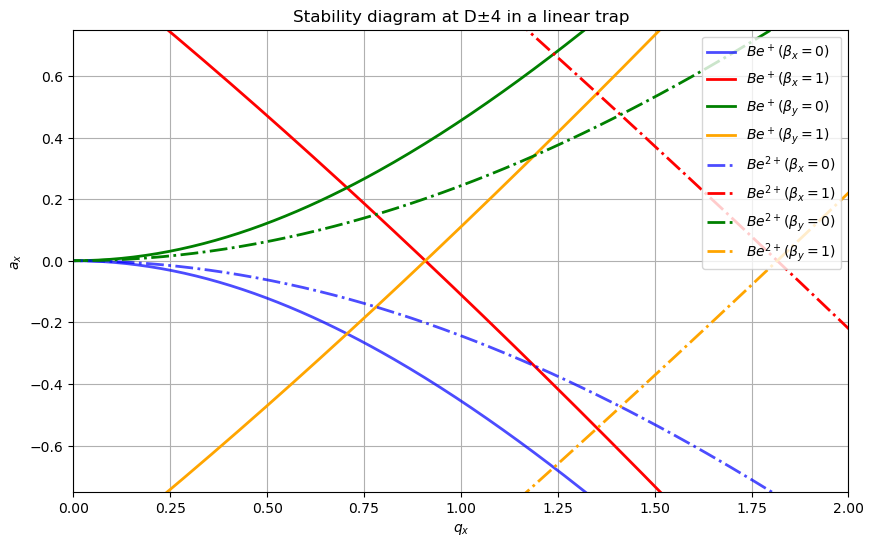 Stability diagram at D±4 in a linear trap
0.6
0.4
0.2
0.0
−0.2
−0.4
−0.6
a_x
0.00 0.25 0.50 0.75 1.00 1.25 1.50 1.75 2.00
q_x
Be⁺(β_x = 0)
Be⁺(β_x = 1)
Be⁺(β_y = 0)
Be⁺(β_y = 1)
Be²⁺(β_x = 0)
Be²⁺(β_x = 1)
Be²⁺(β_y = 0)
Be²⁺(β_y = 1)